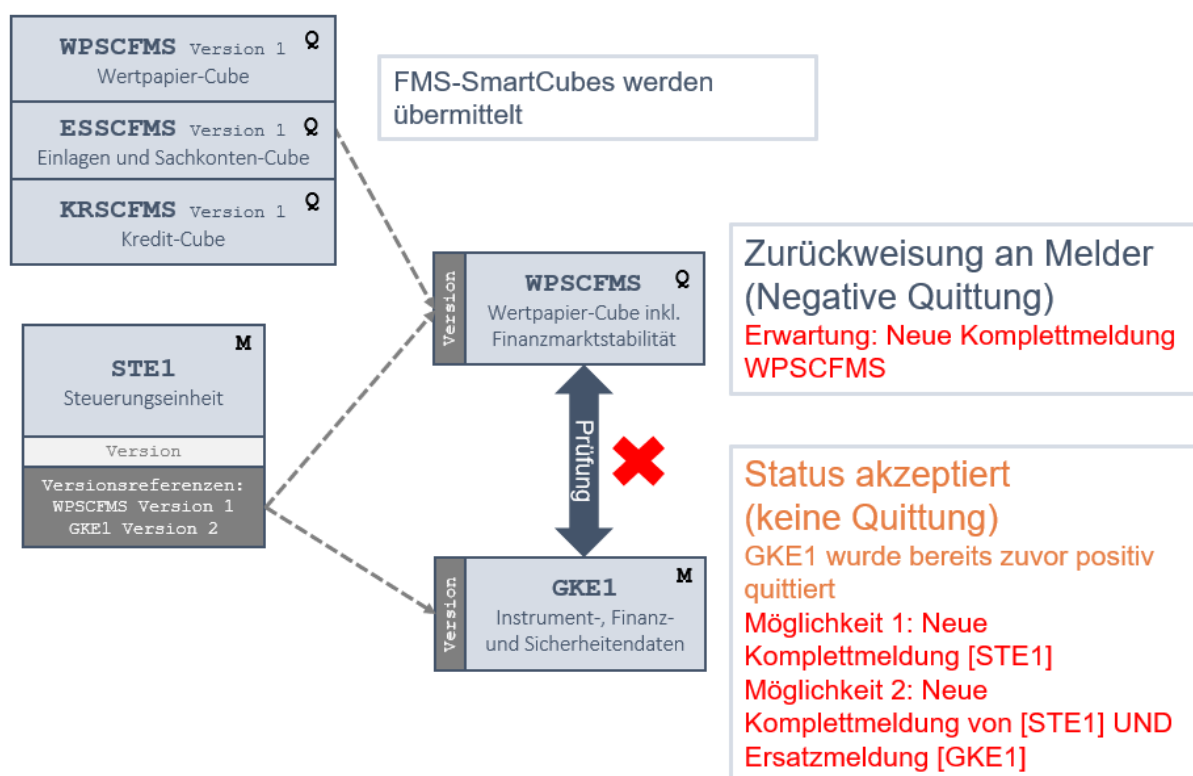 WPSCFMS Version 1 Q
Wertpapier-Cube
ESSCFMS Version 1 Q
Einlagen und Sachkonten-Cube
KRSCFMS Version 1 Q
Kredit-Cube
FMS-SmartCubes werden
übermittelt
M
STE1
Steuerungseinheit
Version
Versionsreferenzen:
WPSCFMS Version 1
GKE1 Version 2
Version
WPSCFMS Q
Wertpapier-Cube inkl.
Finanzmarktstabilität
Prüfung
Version
GKE1 M
Instrument-, Finanz-
und Sicherheitendaten
Zurückweisung an Melder
(Negative Quittung)
Erwartung: Neue Komplettmeldung
WPSCFMS
Status akzeptiert
(keine Quittung)
GKE1 wurde bereits zuvor positiv
quittiert
Möglichkeit 1: Neue
Komplettmeldung [STE1]
Möglichkeit 2: Neue
Komplettmeldung von [STE1] UND
Ersatzmeldung [GKE1]